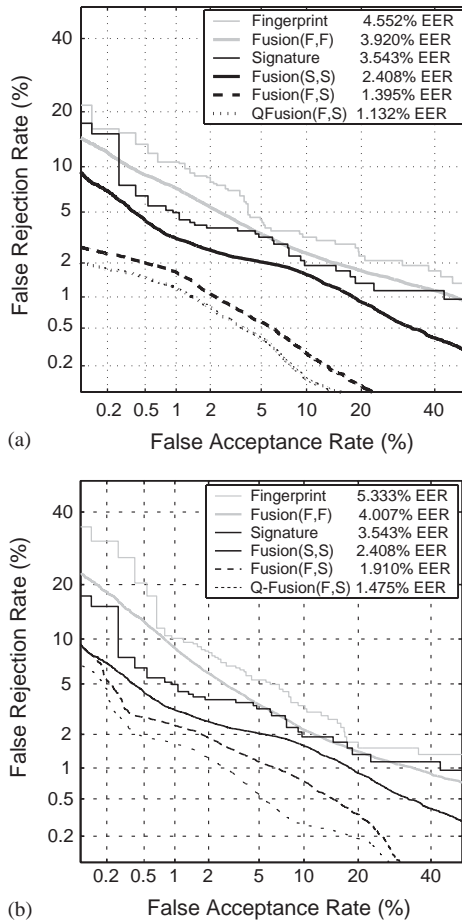 Fingerprint 4.552% EER
Fusion(F,F) 3.920% EER
Signature 3.543% EER
Fusion(S,S) 2.408% EER
Fusion(F,S) 1.395% EER
QFusion(F,S) 1.132% EER
False Rejection Rate (%)
40
20
10
5
2
1
0.5
0.2
0.2 0.5 1 2 5 10 20 40
(a)
False Acceptance Rate (%)
Fingerprint 5.333% EER
Fusion(F,F) 4.007% EER
Signature 3.543% EER
Fusion(S,S) 2.408% EER
Fusion(F,S) 1.910% EER
Q-Fusion(F,S) 1.475% EER
False Rejection Rate (%)
40
20
10
5
2
1
0.5
0.2
0.2 0.5 1 2 5 10 20 40
(b)
False Acceptance Rate (%)